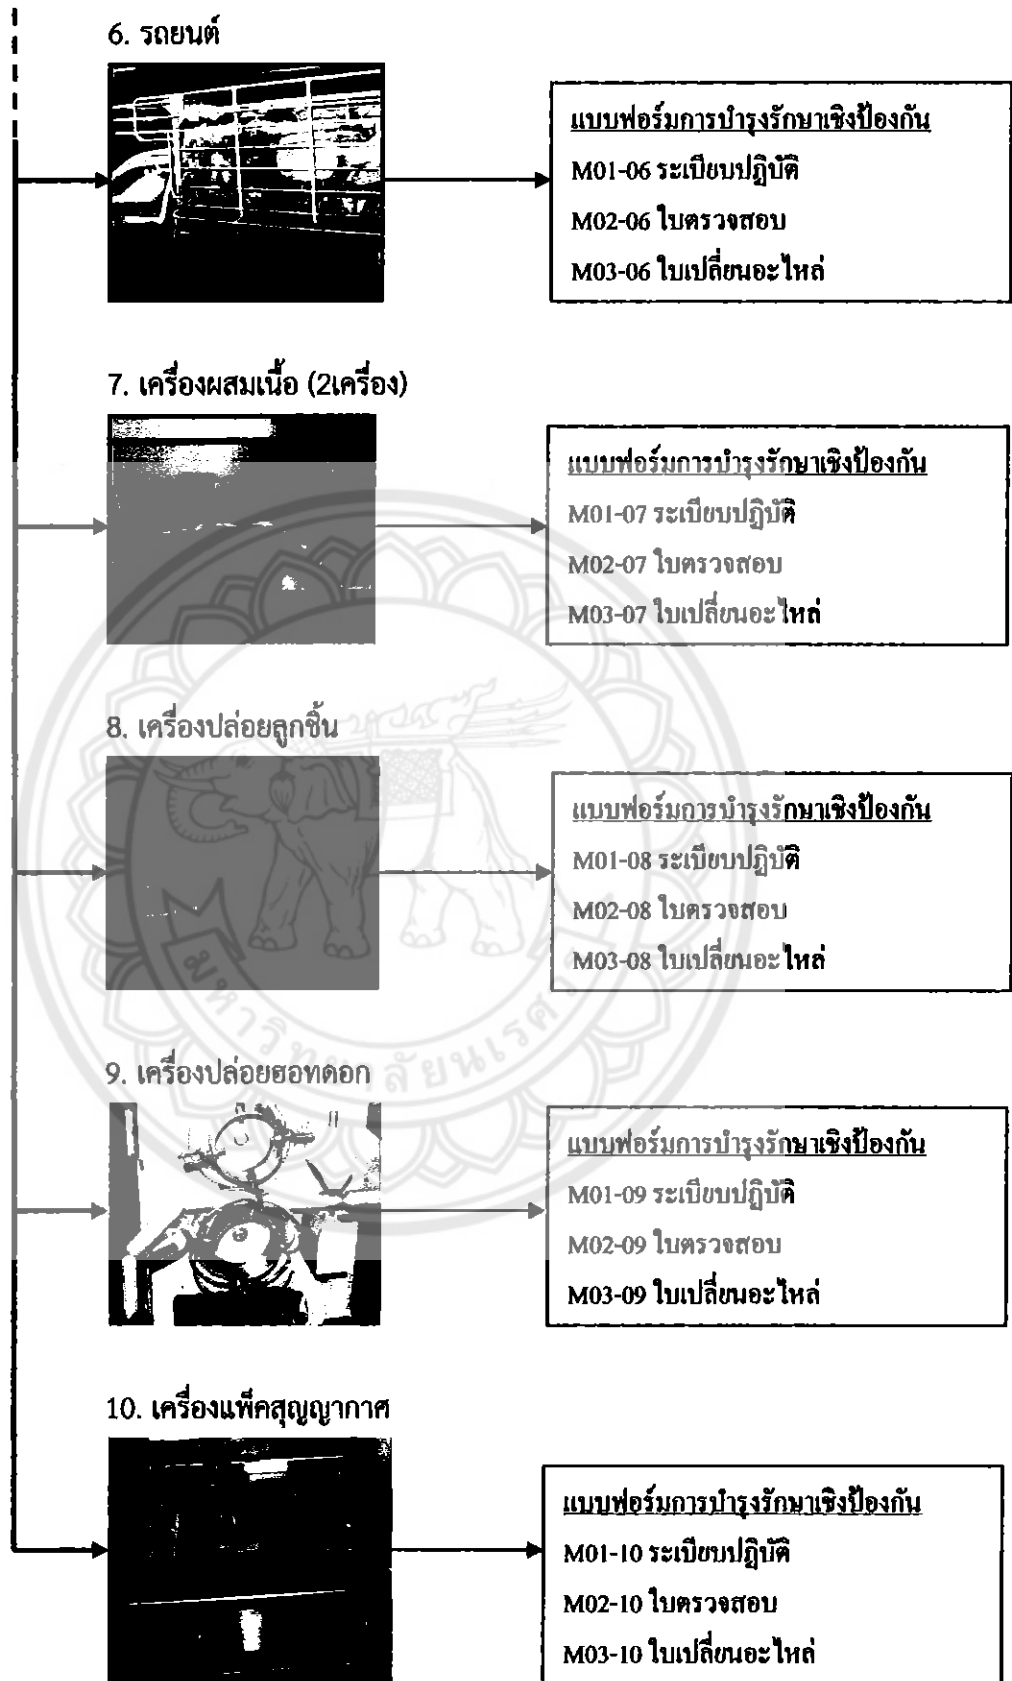 6. รถยนต์
แบบฟอร์มการบำรุงรักษาเชิงป้องกัน
M01-06 ระเบียบปฏิบัติ
M02-06 ใบตรวจสอบ
M03-06 ใบเปลี่ยนอะไหล่
7. เครื่องผสมเนื้อ (2เครื่อง)
แบบฟอร์มการบำรุงรักษาเชิงป้องกัน
M01-07 ระเบียบปฏิบัติ
M02-07 ใบตรวจสอบ
M03-07 ใบเปลี่ยนอะไหล่
8. เครื่องปล่อยลูกชิ้น
แบบฟอร์มการบำรุงรักษาเชิงป้องกัน
M01-08 ระเบียบปฏิบัติ
M02-08 ใบตรวจสอบ
M03-08 ใบเปลี่ยนอะไหล่
มหาวิทยาลัยนเรศวร
9. เครื่องปล่อยฮอทดอก
แบบฟอร์มการบำรุงรักษาเชิงป้องกัน
M01-09 ระเบียบปฏิบัติ
M02-09 ใบตรวจสอบ
M03-09 ใบเปลี่ยนอะไหล่
10. เครื่องแพ็คสุญญากาศ
แบบฟอร์มการบำรุงรักษาเชิงป้องกัน
M01-10 ระเบียบปฏิบัติ
M02-10 ใบตรวจสอบ
M03-10 ใบเปลี่ยนอะไหล่